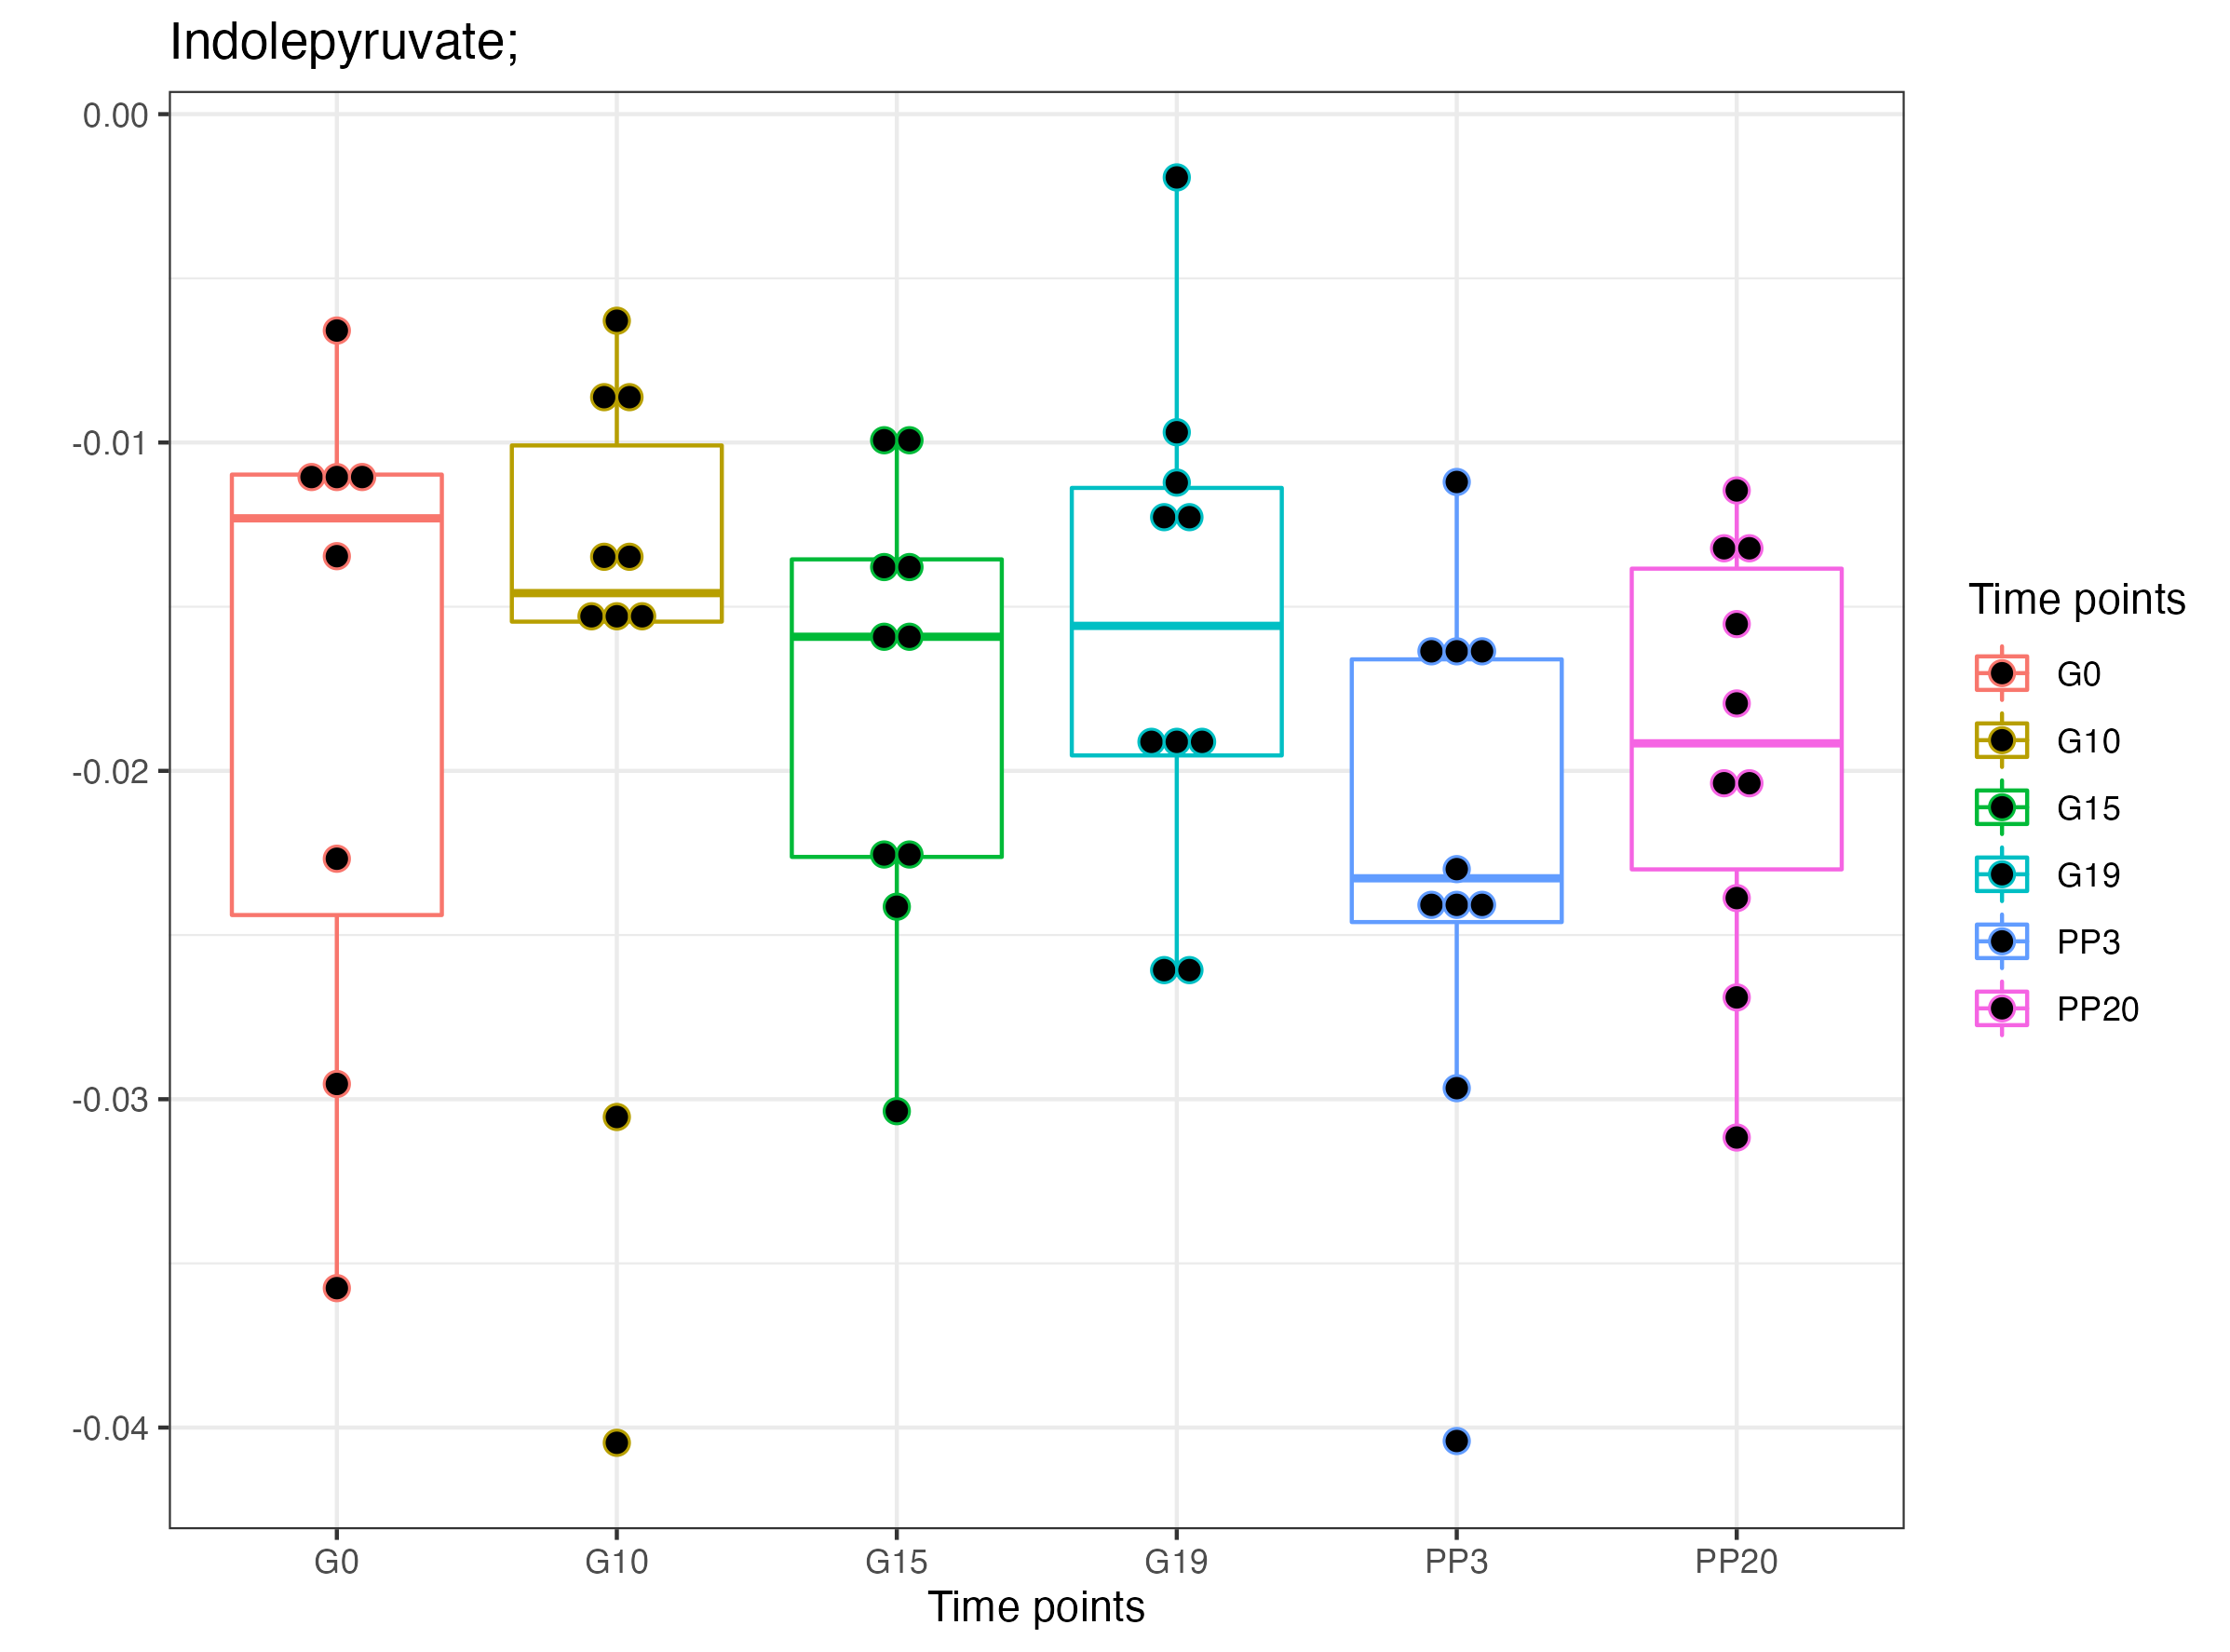 Indolepyruvate;
0.00
-0.01
-0.02
-0.03
-0.04
G0 G10 G15 G19 PP3 PP20
Time points
Time points
G0
G10
G15
G19
PP3
PP20